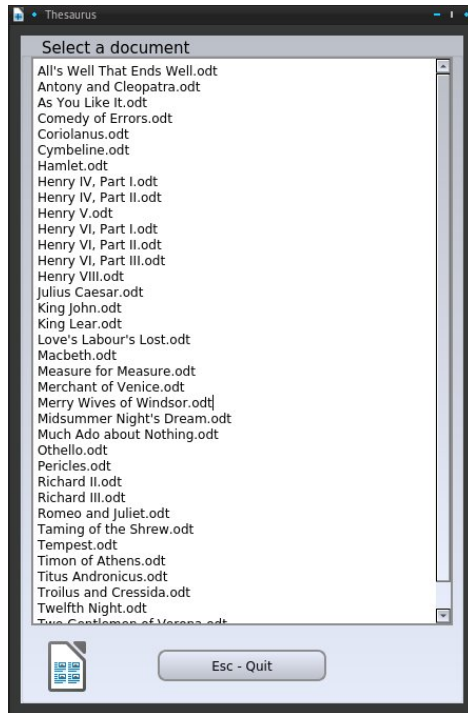 Thesaurus
Select a document
All's Well That Ends Well.odt
Antony and Cleopatra.odt
As You Like It.odt
Comedy of Errors.odt
Coriolanus.odt
Cymbeline.odt
Hamlet.odt
Henry IV, Part I.odt
Henry IV, Part II.odt
Henry V.odt
Henry VI, Part I.odt
Henry VI, Part II.odt
Henry VI, Part III.odt
Henry VIII.odt
Julius Caesar.odt
King John.odt
King Lear.odt
Love's Labour's Lost.odt
Macbeth.odt
Measure for Measure.odt
Merchant of Venice.odt
Merry Wives of Windsor.odt
Midsummer Night's Dream.odt
Much Ado about Nothing.odt
Othello.odt
Pericles.odt
Richard II.odt
Richard III.odt
Romeo and Juliet.odt
Taming of the Shrew.odt
Tempest.odt
Timon of Athens.odt
Titus Andronicus.odt
Troilus and Cressida.odt
Twelfth Night.odt
Two Gentlemen of Verona.odt
Esc - Quit